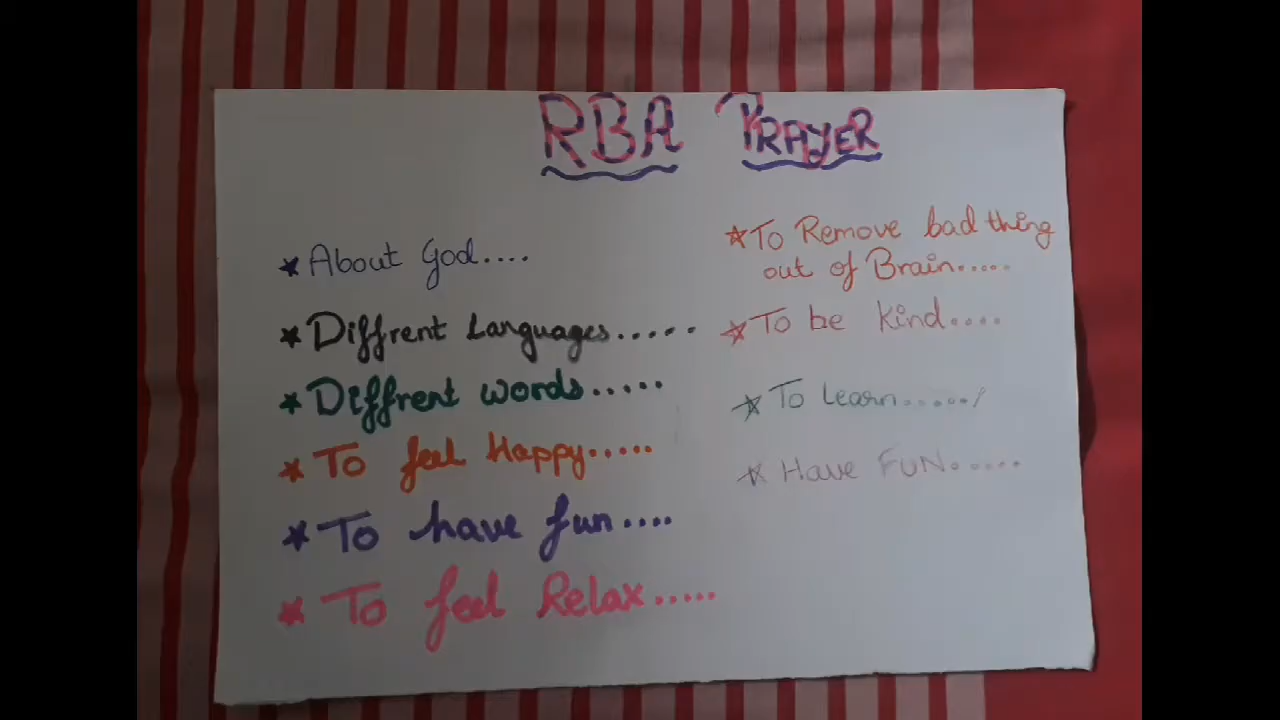 RBA PRAYER
★ About God....
★ Diffrent Languages.....
★ Diffrent words.....
★ To feel Happy.....
★ To have fun....
★ To feel Relax.....
★ To Remove bad thing
out of Brain.....
★ To be kind....
★ To Learn.....
★ Have FUN.....